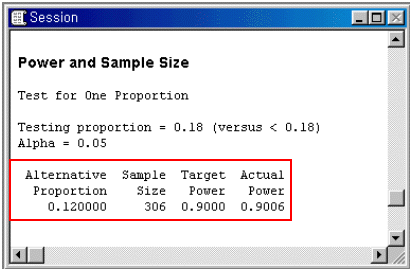 Session
Power and Sample Size
Test for One Proportion
Testing proportion = 0.18 (versus < 0.18)
Alpha = 0.05
Alternative Sample Target Actual
Proportion Size Power Power
0.120000 306 0.9000 0.9006